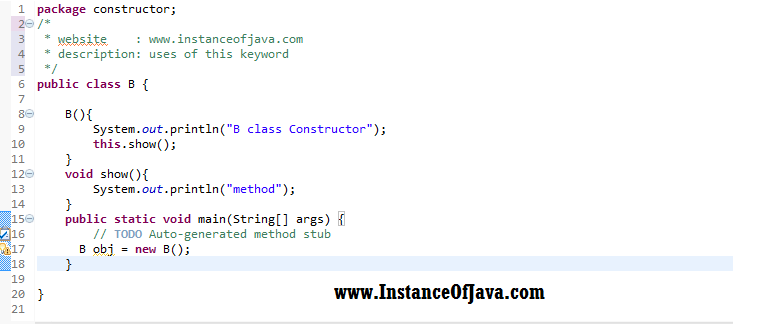 1 package constructor;
2 /*
3  * website    : www.instanceofjava.com
4  * description: uses of this keyword
5  */
6 public class B {
7
8     B(){
9         System.out.println("B class Constructor");
10         this.show();
11     }
12     void show(){
13         System.out.println("method");
14     }
15     public static void main(String[] args) {
16         // TODO Auto-generated method stub
17       B obj = new B();
18     }
19
20 }
www.InstanceOfJava.com
21